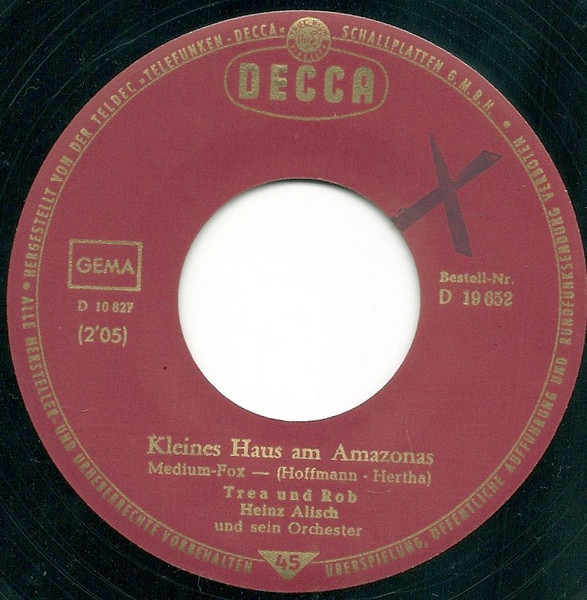 HERGESTELLT VON DER TELDEC »TELEFUNKEN-DECCA« SCHALLPLATTEN G.M.B.H.
DECCA
GEMA
D 10 827
(2'05)
Bestell-Nr.
D 19 652
Kleines Haus am Amazonas
Medium-Fox — (Hoffmann - Hertha)
Trea und Rob
Heinz Alisch
und sein Orchester
45
ALLE HERSTELLER- UND URHEBERRECHTE VORBEHALTEN
ÜBERSPIELUNG, ÖFFENTLICHE AUFFÜHRUNG UND RUNDFUNKSENDUNG VERBOTEN